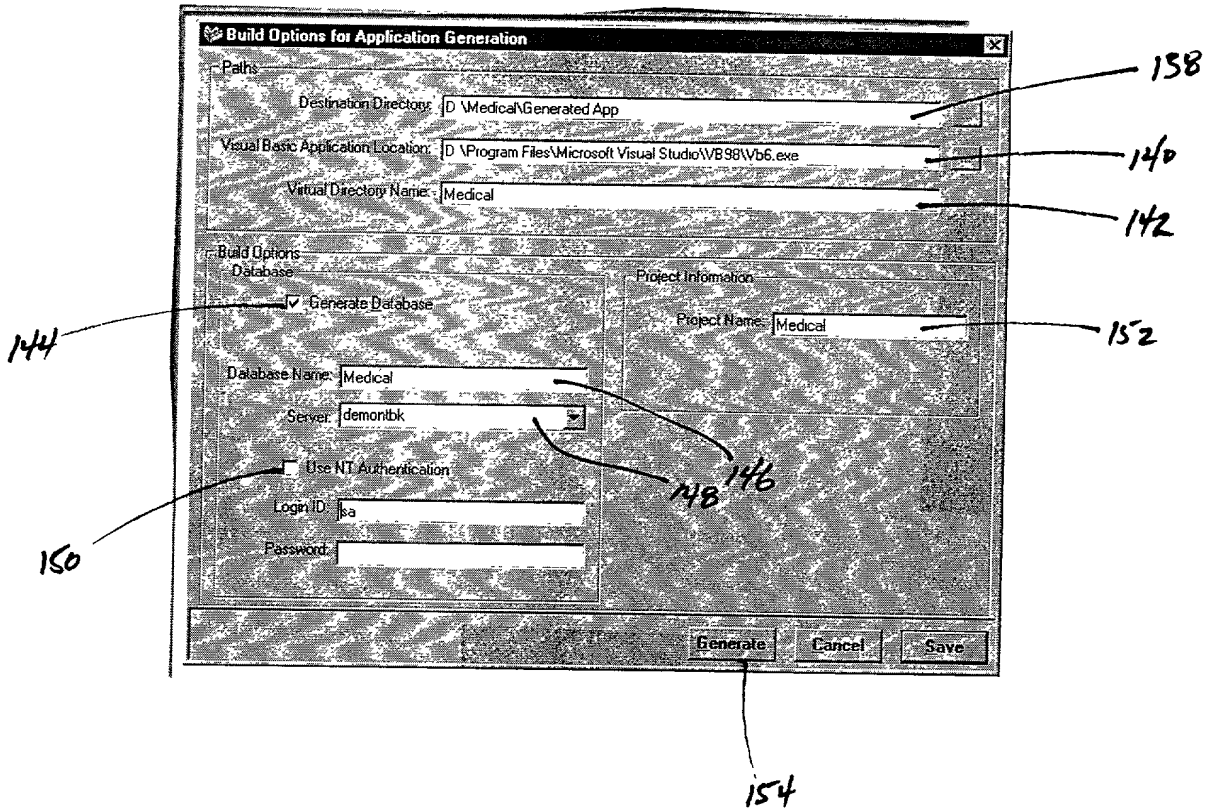 Build Options for Application Generation
Paths
138
Destination Directory: D \Medical\Generated App
Visual Basic Application Location: D \Program Files\Microsoft Visual Studio\VB98\Vb6.exe
140
Virtual Directory Name: Medical
142
Build Options
Database
Project Information
Generate Database
144
Project Name: Medical
152
Database Name: Medical
Server: demontbk
146
148
Use NT Authentication
150
Login ID: sa
Password:
Generate Cancel Save
154